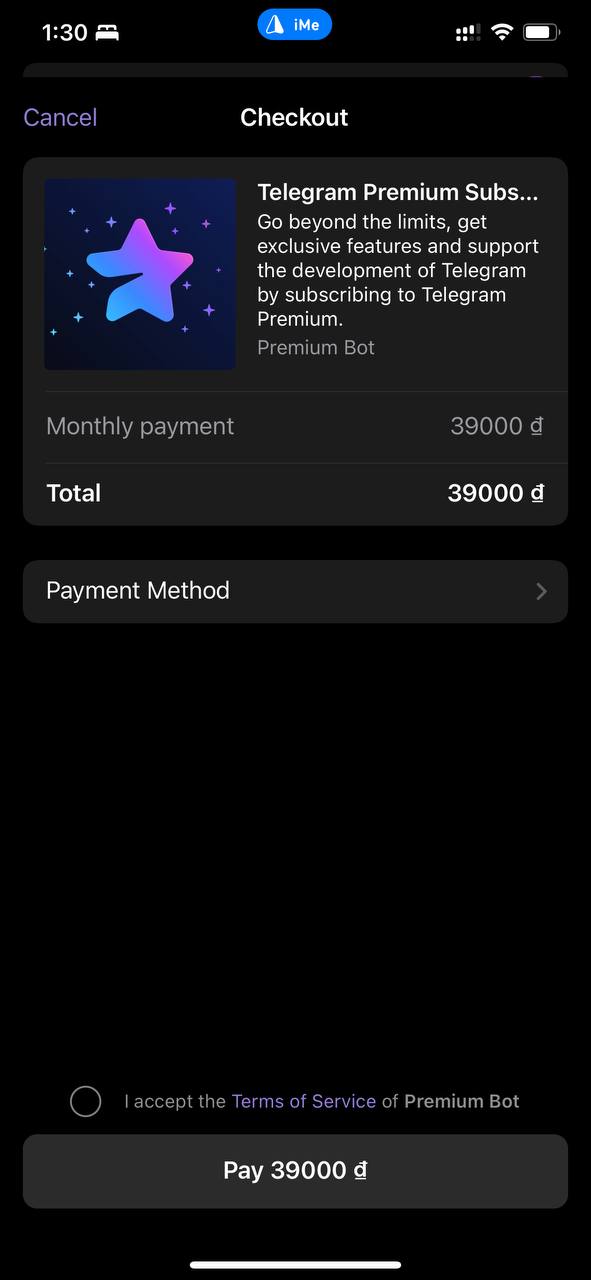 1:30
iMe
Cancel
Checkout
Telegram Premium Subs...
Go beyond the limits, get
exclusive features and support
the development of Telegram
by subscribing to Telegram
Premium.
Premium Bot
Monthly payment 39000 ₫
Total 39000 ₫
Payment Method
I accept the Terms of Service of Premium Bot
Pay 39000 ₫